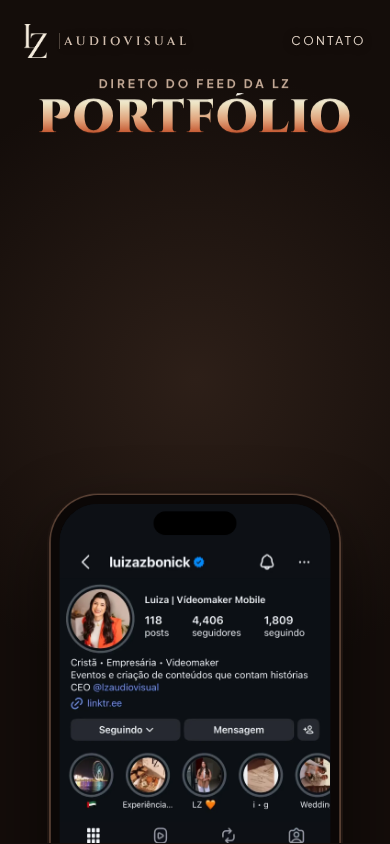 LZ | AUDIOVISUAL
CONTATO
DIRETO DO FEED DA LZ
PORTFÓLIO
luizazbonick
Luiza | Vídeomaker Mobile
118 4,406 1,809
posts seguidores seguindo
Cristã • Empresária • Videomaker
Eventos e criação de conteúdos que contam histórias
CEO @lzaudiovisual
linktr.ee
Seguindo Mensagem
🇦🇪 Experiência... LZ 🧡 i • g Wedding